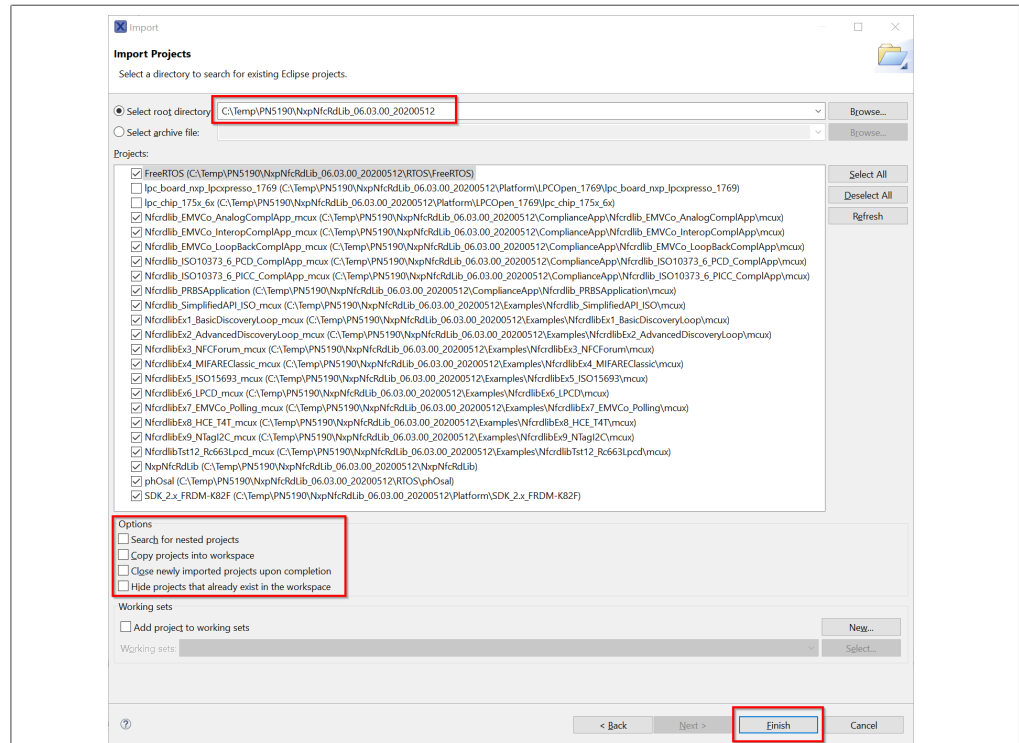 Import
Import Projects
Select a directory to search for existing Eclipse projects.
Select root directory: C:\Temp\PN5190\NxpNfcRdLib_06.03.00_20200512 Browse...
Select archive file: Browse...
Projects:
FreeRTOS (C:\Temp\PN5190\NxpNfcRdLib_06.03.00_20200512\RTOS\FreeRTOS) Select All
lpc_board_nxp_lpcxpresso_1769 (C:\Temp\PN5190\NxpNfcRdLib_06.03.00_20200512\Platform\LPCOpen_1769\lpc_board_nxp_lpcxpresso_1769) Deselect All
lpc_chip_175x_6x (C:\Temp\PN5190\NxpNfcRdLib_06.03.00_20200512\Platform\LPCOpen_1769\lpc_chip_175x_6x)
Nfcrdlib_EMVCo_AnalogComplApp_mcux (C:\Temp\PN5190\NxpNfcRdLib_06.03.00_20200512\ComplianceApp\Nfcrdlib_EMVCo_AnalogComplApp\mcux) Refresh
Nfcrdlib_EMVCo_InteropComplApp_mcux (C:\Temp\PN5190\NxpNfcRdLib_06.03.00_20200512\ComplianceApp\Nfcrdlib_EMVCo_InteropComplApp\mcux)
Nfcrdlib_EMVCo_LoopBackComplApp_mcux (C:\Temp\PN5190\NxpNfcRdLib_06.03.00_20200512\ComplianceApp\Nfcrdlib_EMVCo_LoopBackComplApp\mcux)
Nfcrdlib_ISO10373_6_PCD_ComplApp_mcux (C:\Temp\PN5190\NxpNfcRdLib_06.03.00_20200512\ComplianceApp\Nfcrdlib_ISO10373_6_PCD_ComplApp\mcux)
Nfcrdlib_ISO10373_6_PICC_ComplApp_mcux (C:\Temp\PN5190\NxpNfcRdLib_06.03.00_20200512\ComplianceApp\Nfcrdlib_ISO10373_6_PICC_ComplApp\mcux)
Nfcrdlib_PRBSApplication (C:\Temp\PN5190\NxpNfcRdLib_06.03.00_20200512\ComplianceApp\Nfcrdlib_PRBSApplication\mcux)
Nfcrdlib_SimplifiedAPI_ISO_mcux (C:\Temp\PN5190\NxpNfcRdLib_06.03.00_20200512\Examples\Nfcrdlib_SimplifiedAPI_ISO\mcux)
NfcrdlibEx1_BasicDiscoveryLoop_mcux (C:\Temp\PN5190\NxpNfcRdLib_06.03.00_20200512\Examples\NfcrdlibEx1_BasicDiscoveryLoop\mcux)
NfcrdlibEx2_AdvancedDiscoveryLoop_mcux (C:\Temp\PN5190\NxpNfcRdLib_06.03.00_20200512\Examples\NfcrdlibEx2_AdvancedDiscoveryLoop\mcux)
NfcrdlibEx3_NFCForum_mcux (C:\Temp\PN5190\NxpNfcRdLib_06.03.00_20200512\Examples\NfcrdlibEx3_NFCForum\mcux)
NfcrdlibEx4_MIFAREClassic_mcux (C:\Temp\PN5190\NxpNfcRdLib_06.03.00_20200512\Examples\NfcrdlibEx4_MIFAREClassic\mcux)
NfcrdlibEx5_ISO15693_mcux (C:\Temp\PN5190\NxpNfcRdLib_06.03.00_20200512\Examples\NfcrdlibEx5_ISO15693\mcux)
NfcrdlibEx6_LPCD_mcux (C:\Temp\PN5190\NxpNfcRdLib_06.03.00_20200512\Examples\NfcrdlibEx6_LPCD\mcux)
NfcrdlibEx7_EMVCo_Polling_mcux (C:\Temp\PN5190\NxpNfcRdLib_06.03.00_20200512\Examples\NfcrdlibEx7_EMVCo_Polling\mcux)
NfcrdlibEx8_HCE_T4T_mcux (C:\Temp\PN5190\NxpNfcRdLib_06.03.00_20200512\Examples\NfcrdlibEx8_HCE_T4T\mcux)
NfcrdlibEx9_NTagI2C_mcux (C:\Temp\PN5190\NxpNfcRdLib_06.03.00_20200512\Examples\NfcrdlibEx9_NTagI2C\mcux)
NfcrdlibTst12_Rc663Lpcd_mcux (C:\Temp\PN5190\NxpNfcRdLib_06.03.00_20200512\Examples\NfcrdlibTst12_Rc663Lpcd\mcux)
NxpNfcRdLib (C:\Temp\PN5190\NxpNfcRdLib_06.03.00_20200512\NxpNfcRdLib)
phOsal (C:\Temp\PN5190\NxpNfcRdLib_06.03.00_20200512\RTOS\phOsal)
SDK_2.x_FRDM-K82F (C:\Temp\PN5190\NxpNfcRdLib_06.03.00_20200512\Platform\SDK_2.x_FRDM-K82F)
Options
Search for nested projects
Copy projects into workspace
Close newly imported projects upon completion
Hide projects that already exist in the workspace
Working sets
Add project to working sets New...
Working sets: Select...
? < Back Next > Finish Cancel